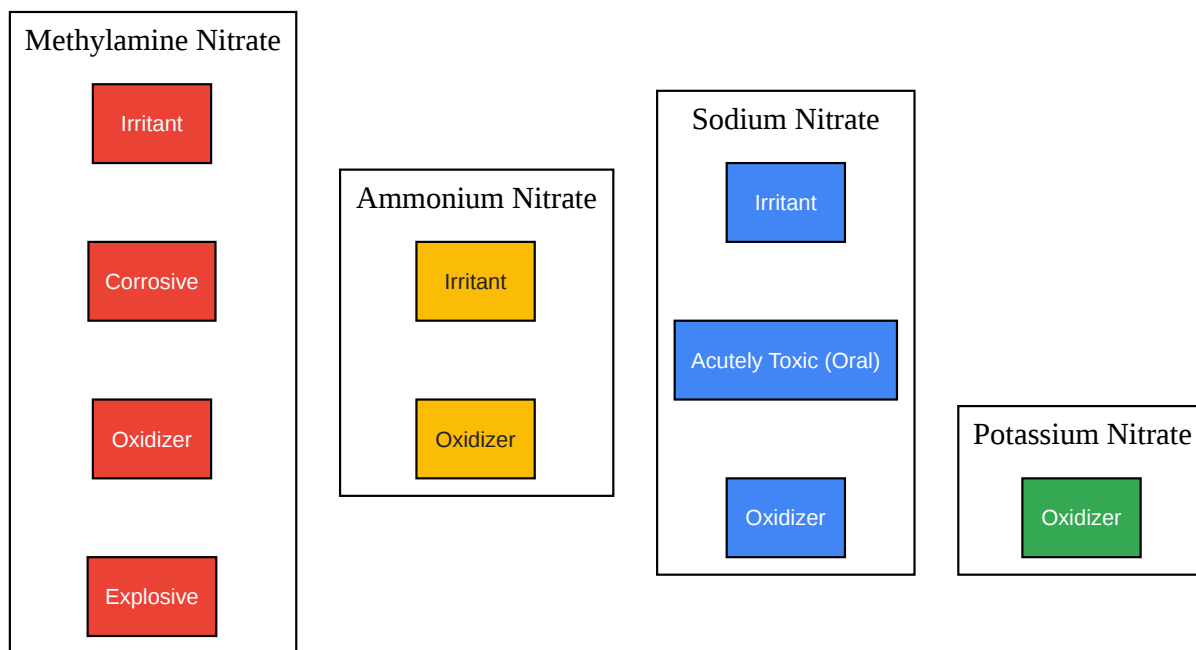 Methylamine Nitrate
Irritant
Corrosive
Oxidizer
Explosive
Ammonium Nitrate
Irritant
Oxidizer
Sodium Nitrate
Irritant
Acutely Toxic (Oral)
Oxidizer
Potassium Nitrate
Oxidizer